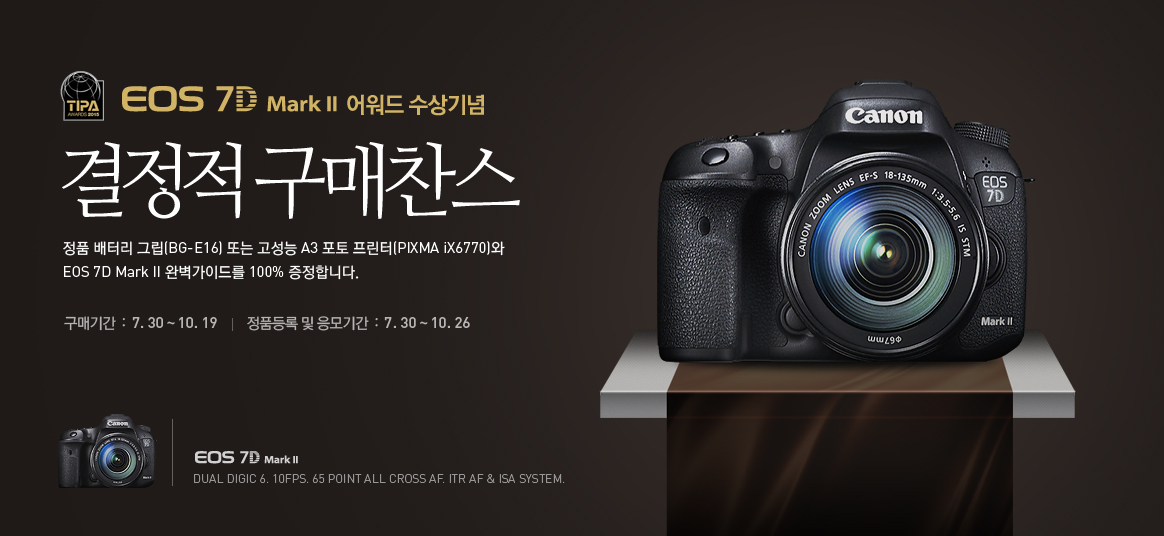 TIPA
AWARDS 2015
EOS 7D Mark II 어워드 수상기념
결정적 구매찬스
정품 배터리 그립(BG-E16) 또는 고성능 A3 포토 프린터(PIXMA iX6770)와
EOS 7D Mark II 완벽가이드를 100% 증정합니다.
구매기간 : 7. 30 ~ 10. 19 | 정품등록 및 응모기간 : 7. 30 ~ 10. 26
Canon
EOS
7D
CANON ZOOM LENS EF-S 18-135mm 1:3.5-5.6 IS STM
Mark II
φ67mm
Canon
EOS 7D Mark II
DUAL DIGIC 6. 10FPS. 65 POINT ALL CROSS AF. ITR AF & ISA SYSTEM.